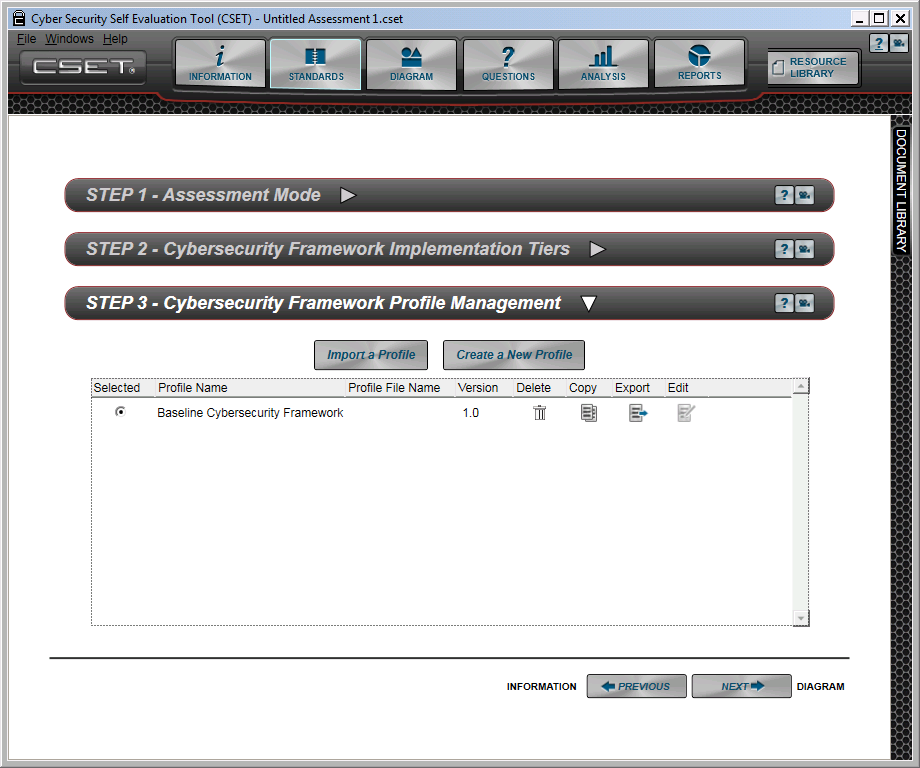 Cyber Security Self Evaluation Tool (CSET) - Untitled Assessment 1.cset
File Windows Help
CSET
INFORMATION
STANDARDS
DIAGRAM
QUESTIONS
ANALYSIS
REPORTS
RESOURCE
LIBRARY
DOCUMENT LIBRARY
STEP 1 - Assessment Mode
STEP 2 - Cybersecurity Framework Implementation Tiers
STEP 3 - Cybersecurity Framework Profile Management
Import a Profile Create a New Profile
Selected Profile Name Profile File Name Version Delete Copy Export Edit
Baseline Cybersecurity Framework 1.0
INFORMATION PREVIOUS NEXT DIAGRAM